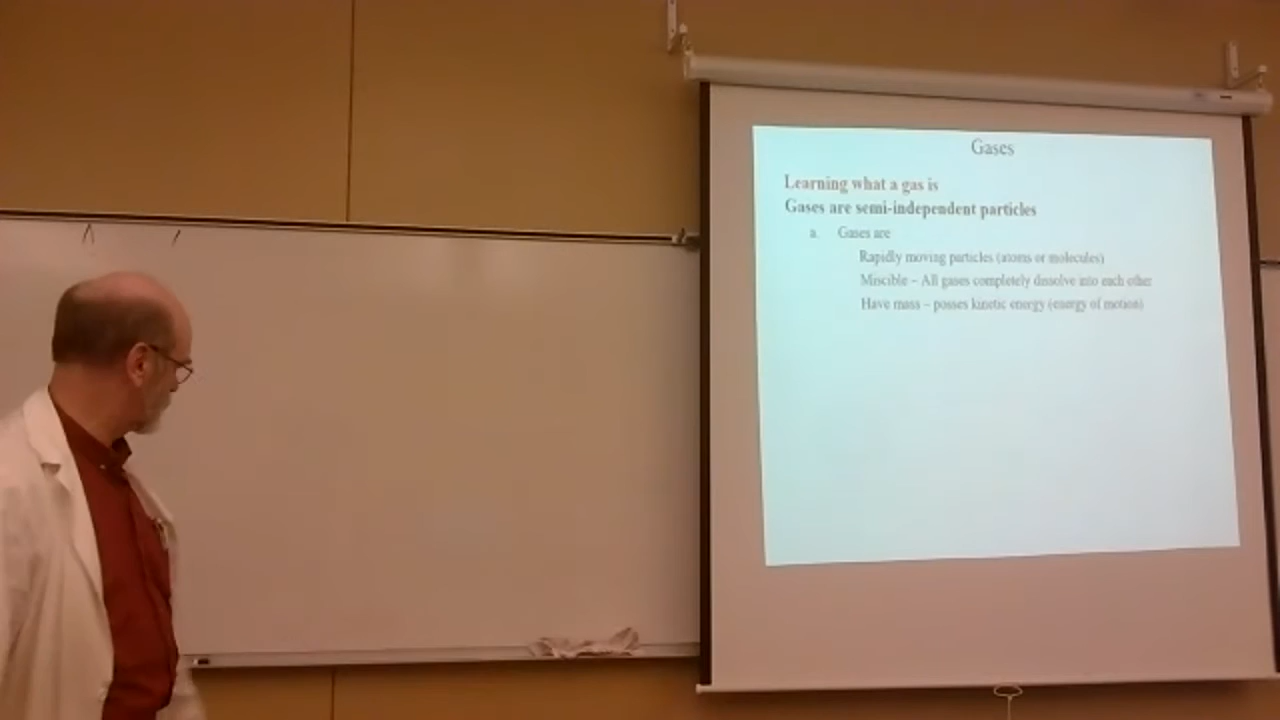 Gases
Learning what a gas is
Gases are semi-independent particles
a. Gases are
Rapidly moving particles (atoms or molecules)
Miscible – All gases completely dissolve into each other
Have mass – posses kinetic energy (energy of motion)